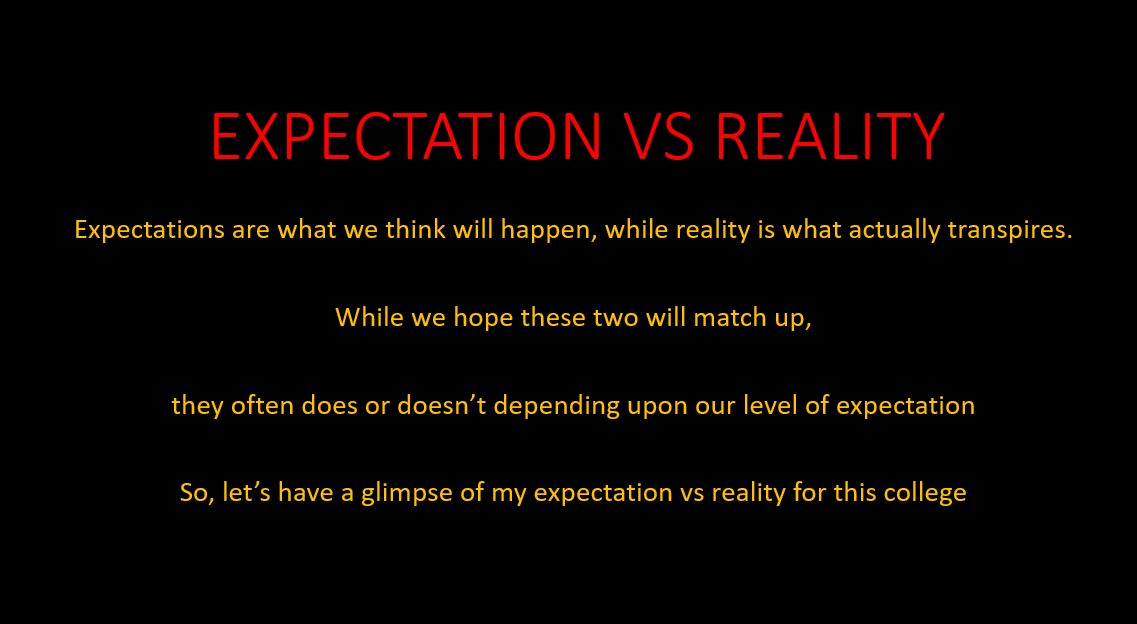 EXPECTATION VS REALITY
Expectations are what we think will happen, while reality is what actually transpires.
While we hope these two will match up,
they often does or doesn’t depending upon our level of expectation
So, let’s have a glimpse of my expectation vs reality for this college